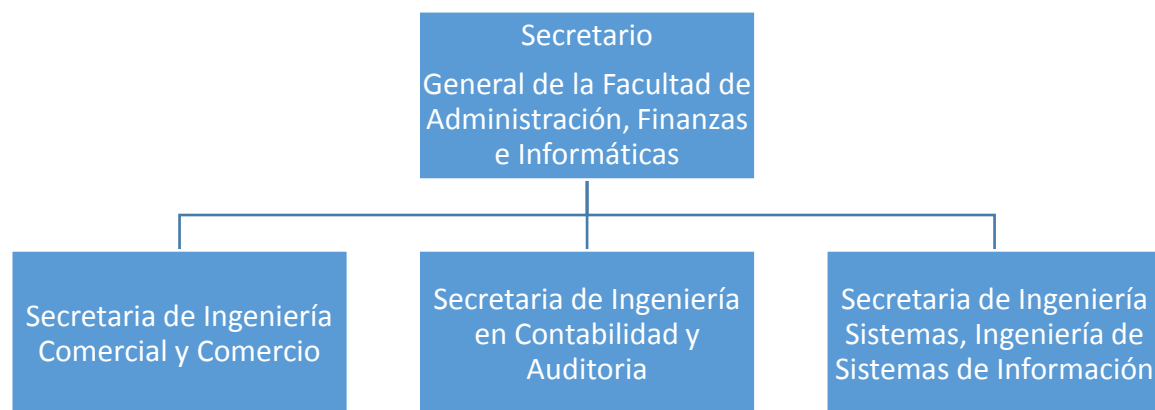 Secretario
General de la Facultad de
Administración, Finanzas
e Informáticas
Secretaria de Ingeniería
Comercial y Comercio
Secretaria de Ingeniería
en Contabilidad y
Auditoria
Secretaria de Ingeniería
Sistemas, Ingeniería de
Sistemas de Información